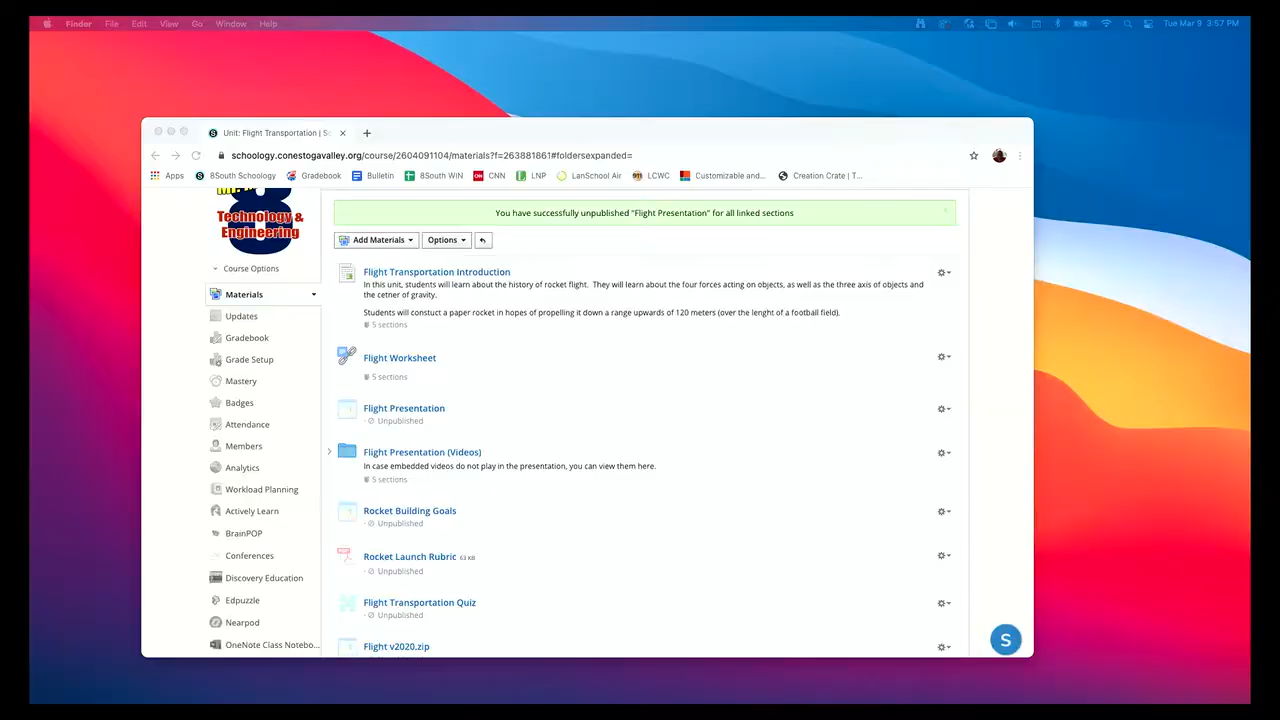 Finder File Edit View Go Window Help Tue Mar 9 3:57 PM
Unit: Flight Transportation | Sc
schoology.conestogavalley.org/course/2604091104/materials?f=263881861#foldersexpanded=
Apps 8South Schoology Gradebook Bulletin 8South WIN CNN LNP LanSchool Air LCWC Customizable and... Creation Crate | T...
8
Technology &
Engineering
Course Options
Materials
Updates
Gradebook
Grade Setup
Mastery
Badges
Attendance
Members
Analytics
Workload Planning
Actively Learn
BrainPOP
Conferences
Discovery Education
Edpuzzle
Nearpod
OneNote Class Notebo...
You have successfully unpublished "Flight Presentation" for all linked sections
Add Materials Options
Flight Transportation Introduction
In this unit, students will learn about the history of rocket flight. They will learn about the four forces acting on objects, as well as the three axis of objects and
the cetner of gravity.
Students will constuct a paper rocket in hopes of propelling it down a range upwards of 120 meters (over the lenght of a football field).
5 sections
Flight Worksheet
5 sections
Flight Presentation
· Unpublished
Flight Presentation (Videos)
In case embedded videos do not play in the presentation, you can view them here.
5 sections
Rocket Building Goals
· Unpublished
Rocket Launch Rubric 63 KB
· Unpublished
Flight Transportation Quiz
· Unpublished
Flight v2020.zip
S